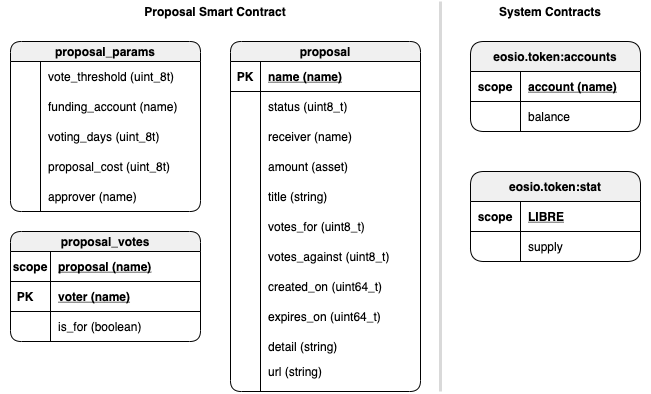 Proposal Smart Contract
proposal_params
vote_threshold (uint_8t)
funding_account (name)
voting_days (uint_8t)
proposal_cost (uint_8t)
approver (name)
proposal_votes
scope proposal (name)
PK voter (name)
is_for (boolean)
proposal
PK name (name)
status (uint8_t)
receiver (name)
amount (asset)
title (string)
votes_for (uint8_t)
votes_against (uint8_t)
created_on (uint64_t)
expires_on (uint64_t)
detail (string)
url (string)
System Contracts
eosio.token:accounts
scope account (name)
balance
eosio.token:stat
scope LIBRE
supply